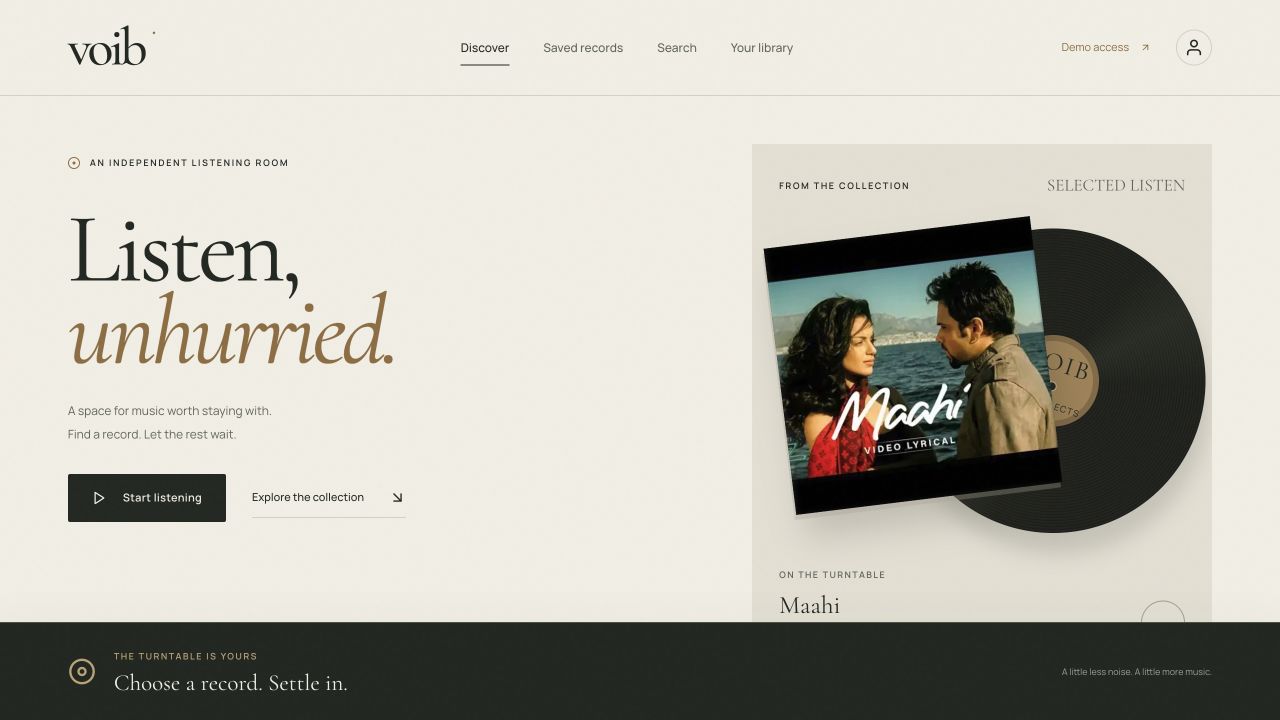 voib
Discover
Saved records
Search
Your library
Demo access
AN INDEPENDENT LISTENING ROOM
Listen,
unhurried.
A space for music worth staying with.
Find a record. Let the rest wait.
Start listening
Explore the collection
FROM THE COLLECTION
SELECTED LISTEN
Maahi
VIDEO LYRICAL
OIB
ECTS
ON THE TURNTABLE
Maahi
THE TURNTABLE IS YOURS
Choose a record. Settle in.
A little less noise. A little more music.